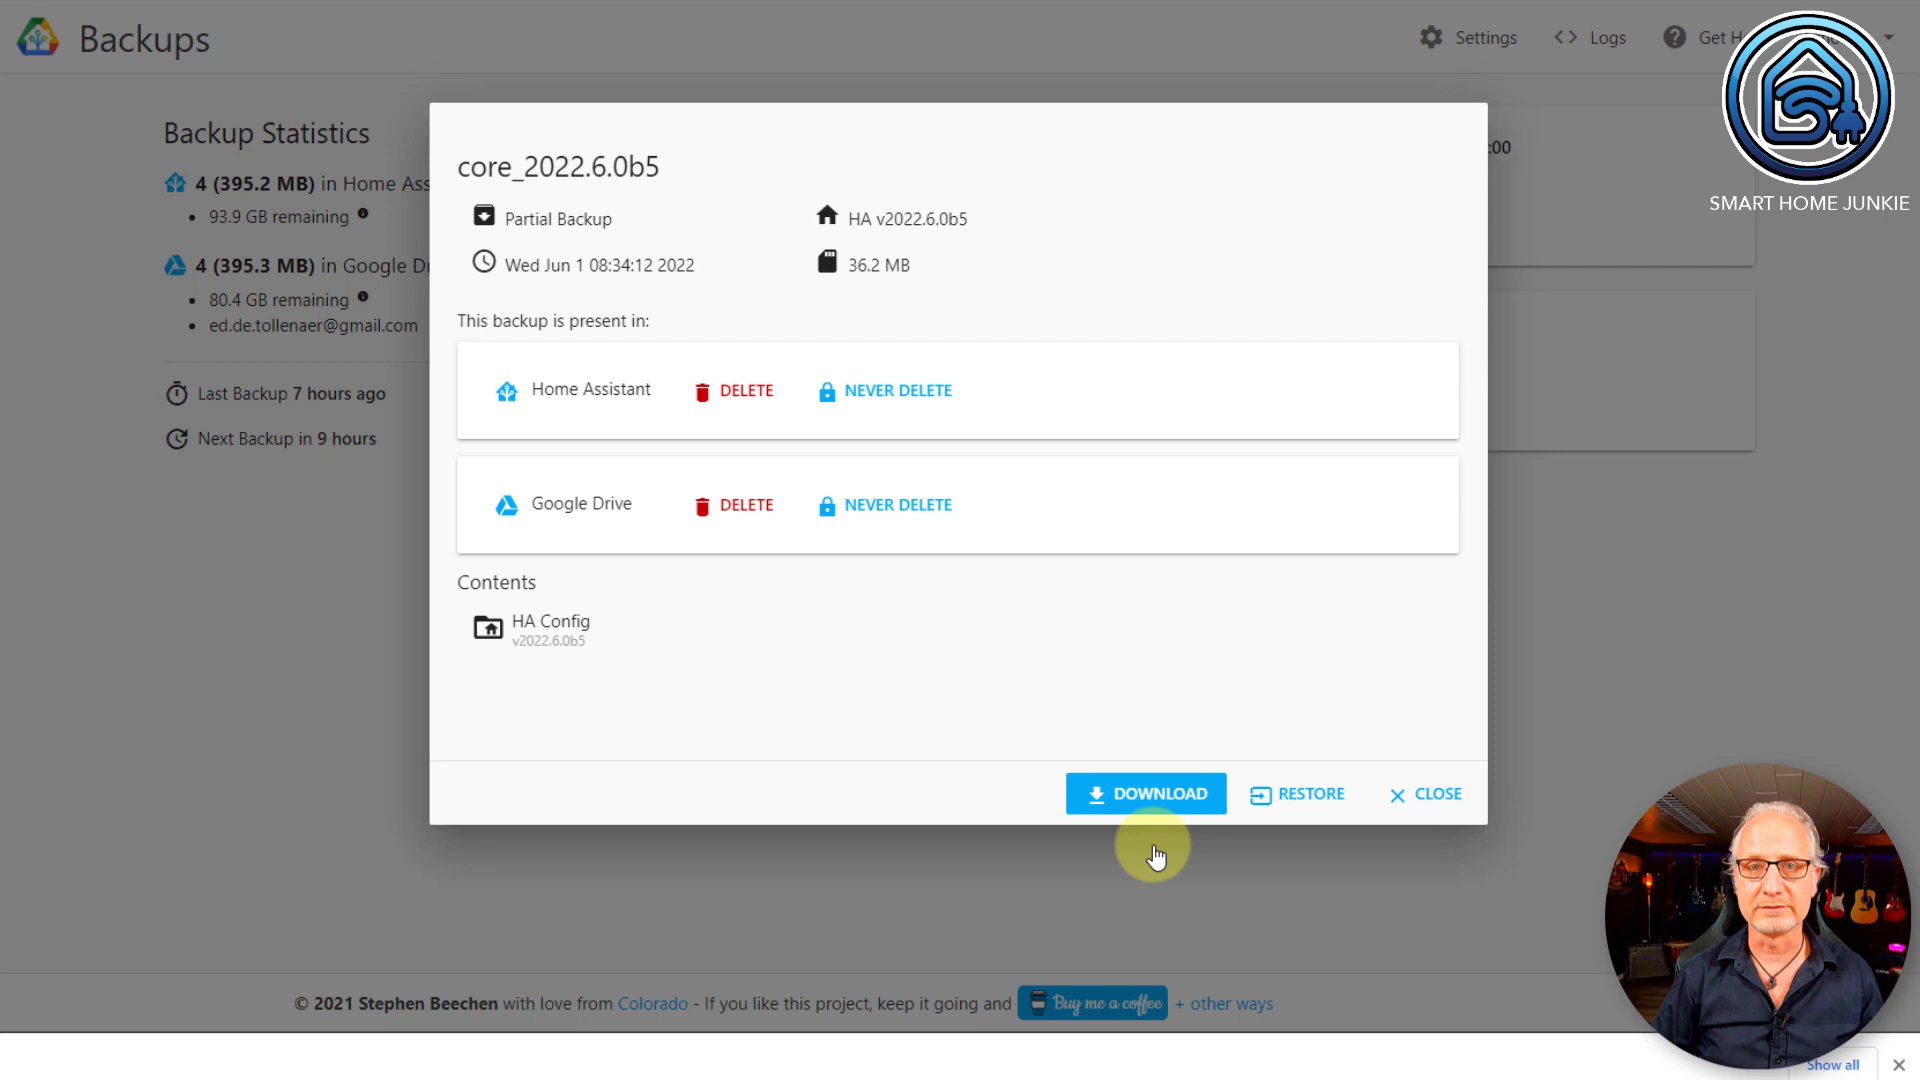 Backups
Settings
Logs
Get H
SMART HOME JUNKIE
Backup Statistics
4 (395.2 MB) in Home Ass
93.9 GB remaining
4 (395.3 MB) in Google Dr
80.4 GB remaining
ed.de.tollenaer@gmail.com
Last Backup 7 hours ago
Next Backup in 9 hours
:00
core_2022.6.0b5
Partial Backup
HA v2022.6.0b5
Wed Jun 1 08:34:12 2022
36.2 MB
This backup is present in:
Home Assistant
DELETE
NEVER DELETE
Google Drive
DELETE
NEVER DELETE
Contents
HA Config
v2022.6.0b5
DOWNLOAD
RESTORE
CLOSE
© 2021 Stephen Beechen with love from Colorado - If you like this project, keep it going and Buy me a coffee + other ways
Show all